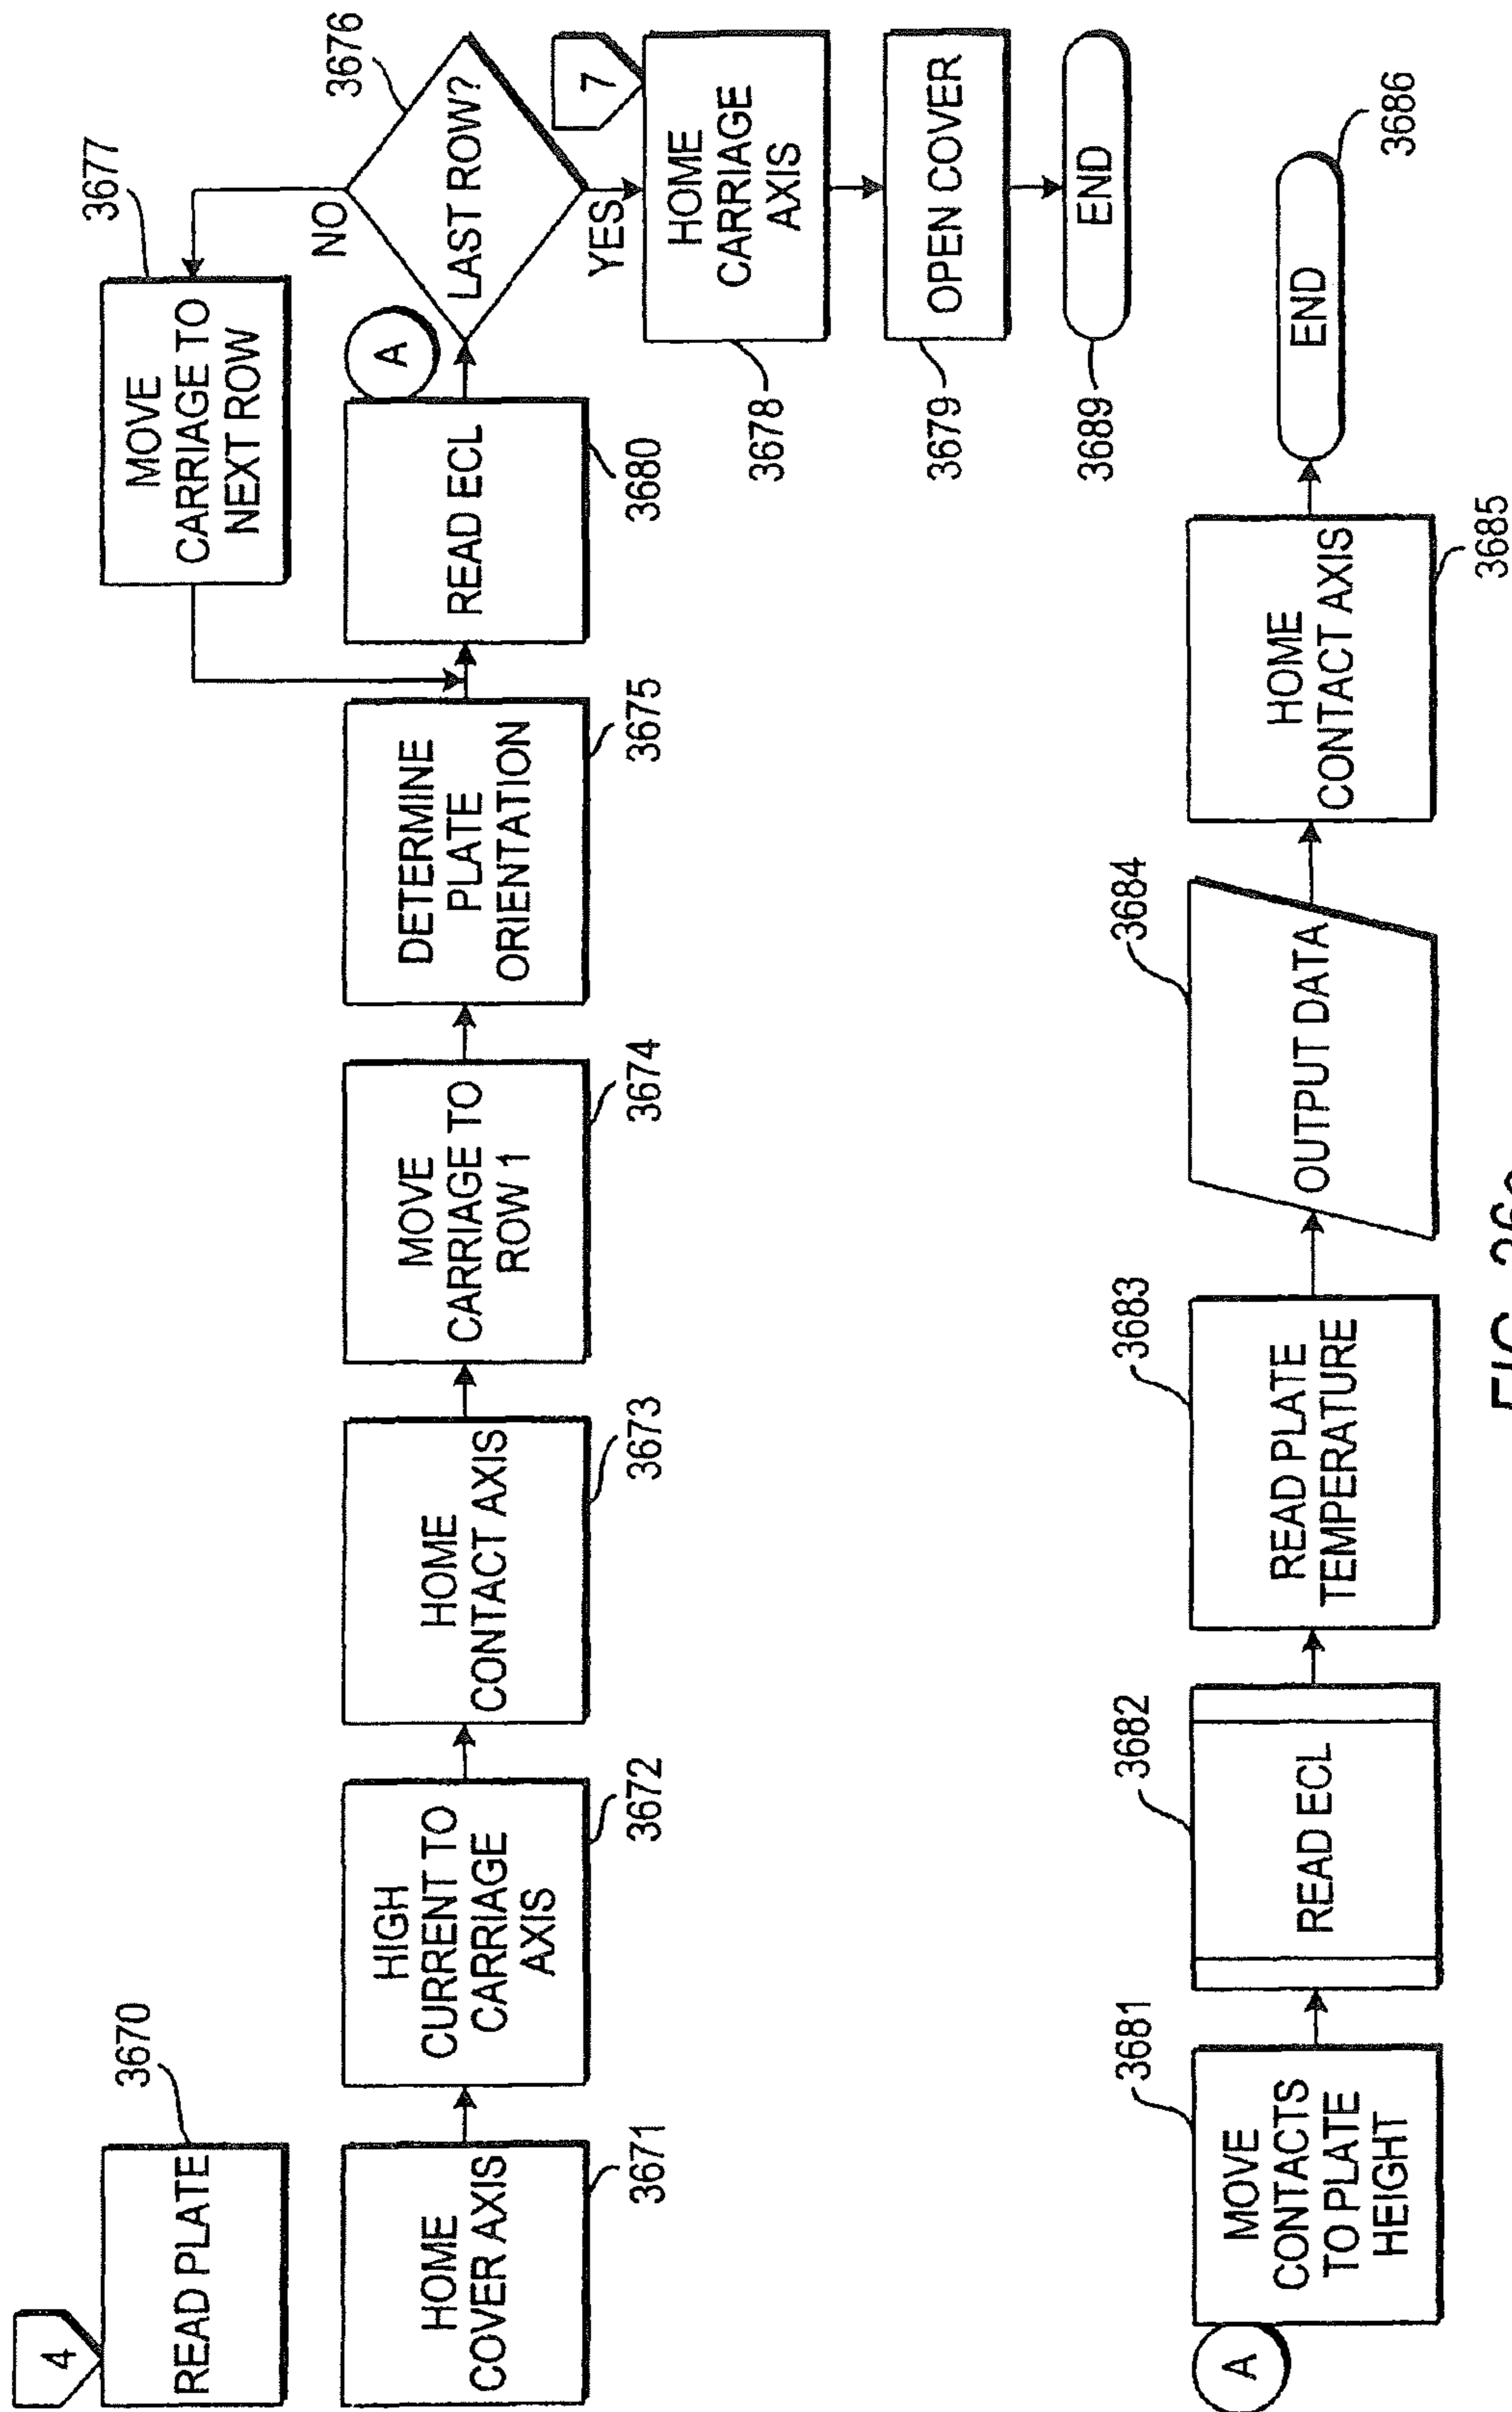 4
READ PLATE
3670
HOME
COVER AXIS
3671
HIGH
CURRENT TO
CARRIAGE
AXIS
3672
HOME
CONTACT AXIS
3673
MOVE
CARRIAGE TO
ROW 1
3674
DETERMINE
PLATE
ORIENTATION
3675
READ ECL
3680
A
LAST ROW?
3676
NO
MOVE
CARRIAGE TO
NEXT ROW
3677
YES
7
HOME
CARRIAGE
AXIS
3678
OPEN COVER
3679
END
3689
A
MOVE
CONTACTS
TO PLATE
HEIGHT
3681
READ ECL
3682
READ PLATE
TEMPERATURE
3683
OUTPUT DATA
3684
HOME
CONTACT AXIS
3685
END
3686
FIG.